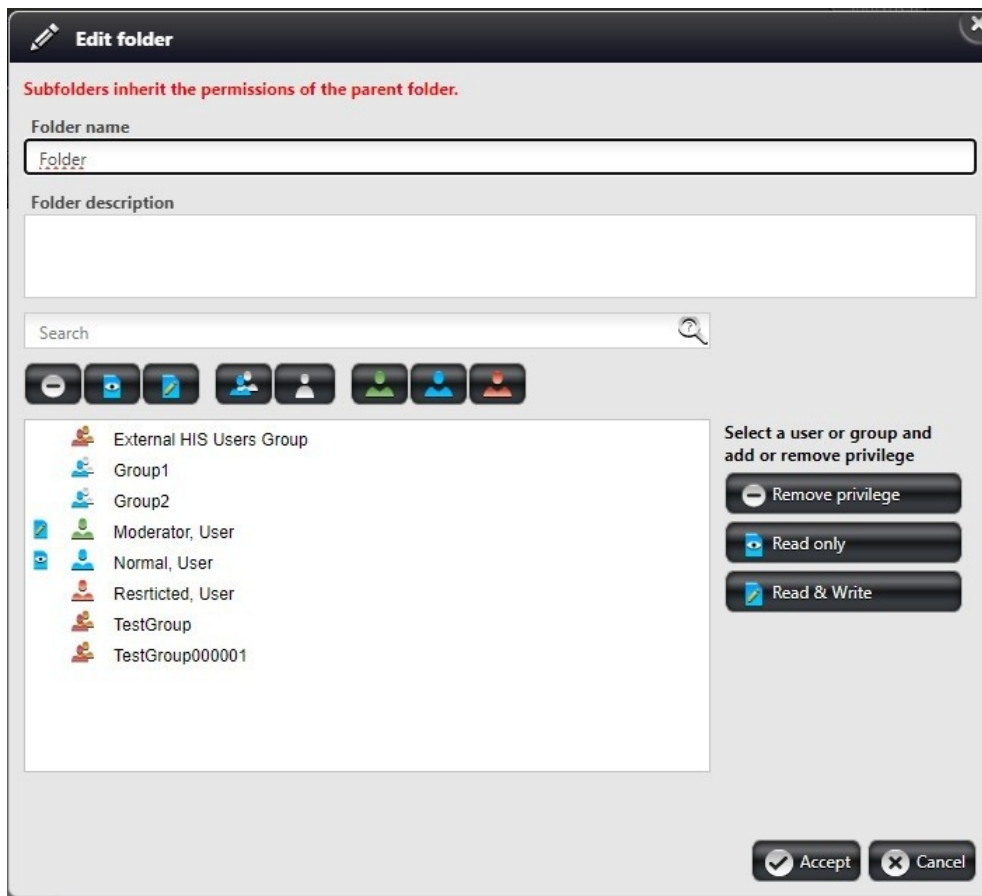 Edit folder
Subfolders inherit the permissions of the parent folder.
Folder name
Folder
Folder description
Search
External HIS Users Group
Group1
Group2
Moderator, User
Normal, User
Resrticted, User
TestGroup
TestGroup000001
Select a user or group and
add or remove privilege
Remove privilege
Read only
Read & Write
Accept
Cancel